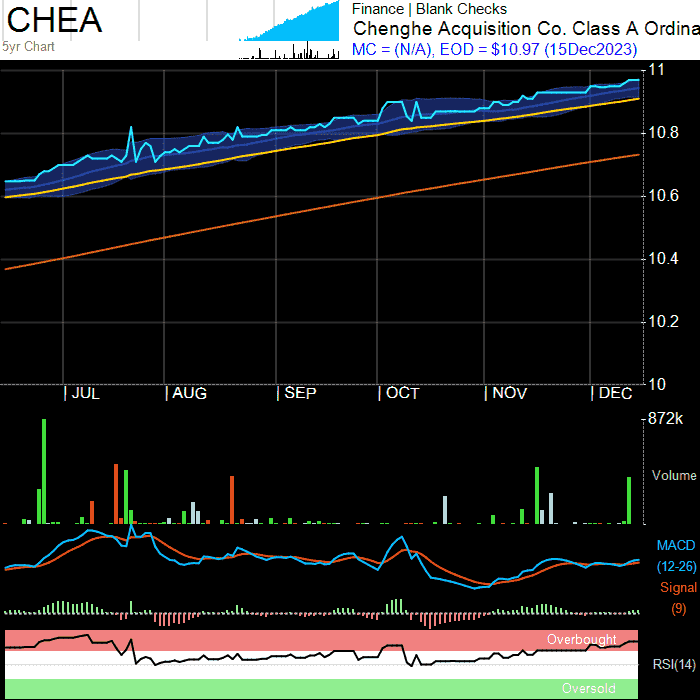 CHEA
5yr Chart
Finance | Blank Checks
Chenghe Acquisition Co. Class A Ordina
MC = (N/A), EOD = $10.97 (15Dec2023)
11
10.8
10.6
10.4
10.2
10
| JUL | AUG | SEP | OCT | NOV | DEC
872k
Volume
MACD
(12-26)
Signal
(9)
Overbought
RSI(14)
Oversold